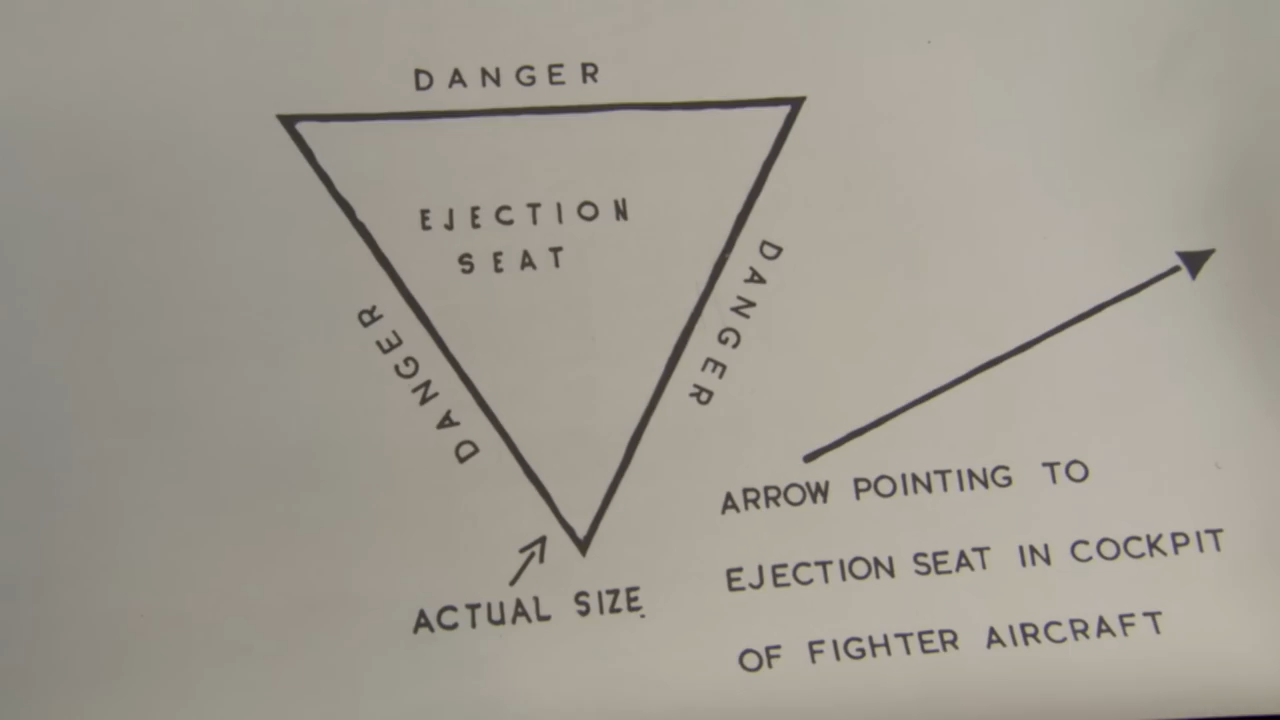 DANGER
EJECTION
SEAT
DANGER
DANGER
ACTUAL SIZE
ARROW POINTING TO
EJECTION SEAT IN COCKPIT
OF FIGHTER AIRCRAFT